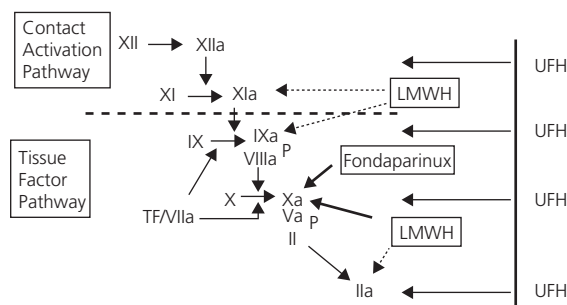 Contact
Activation
Pathway
XII
XIIa
UFH
XI
XIa
LMWH
Tissue
Factor
Pathway
IX
IXa
P
VIIIa
UFH
Fondaparinux
X
Xa
UFH
TF/VIIa
Va
P
LMWH
II
IIa
UFH